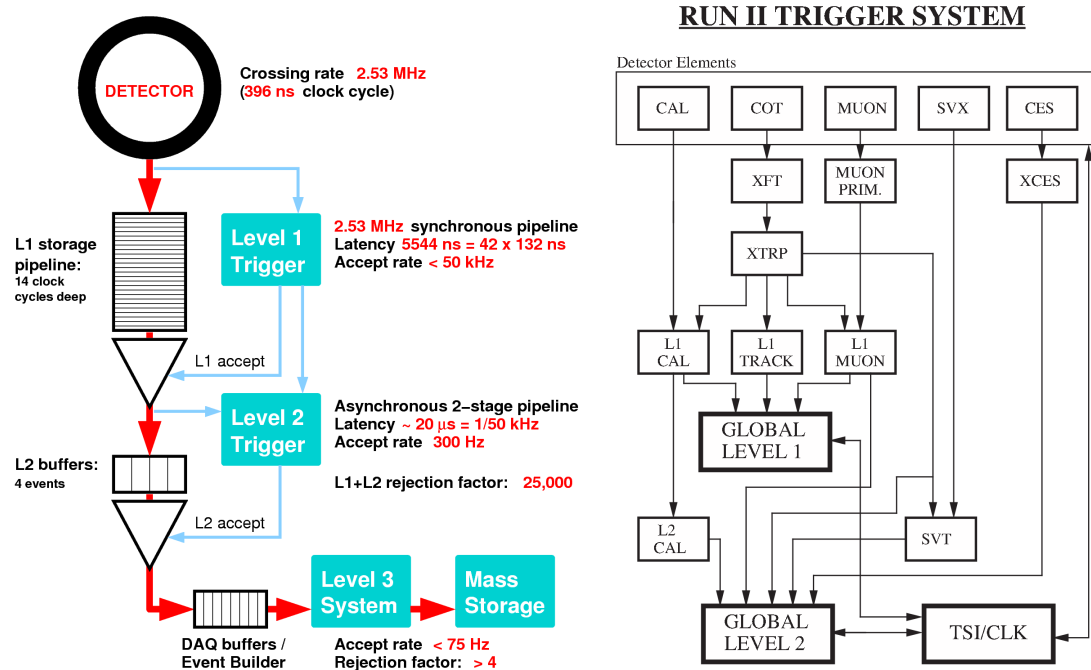 DETECTOR
Crossing rate 2.53 MHz
(396 ns clock cycle)
L1 storage
pipeline:
14 clock
cycles deep
Level 1
Trigger
2.53 MHz synchronous pipeline
Latency 5544 ns = 42 x 132 ns
Accept rate < 50 kHz
L1 accept
Level 2
Trigger
Asynchronous 2−stage pipeline
Latency ~ 20 μs = 1/50 kHz
Accept rate 300 Hz
L2 buffers:
4 events
L1+L2 rejection factor: 25,000
L2 accept
Level 3
System
Mass
Storage
DAQ buffers /
Event Builder
Accept rate < 75 Hz
Rejection factor: > 4
RUN II TRIGGER SYSTEM
Detector Elements
CAL
COT
MUON
SVX
CES
XFT
MUON
PRIM.
XCES
XTRP
L1
CAL
L1
TRACK
L1
MUON
GLOBAL
LEVEL 1
L2
CAL
SVT
GLOBAL
LEVEL 2
TSI/CLK